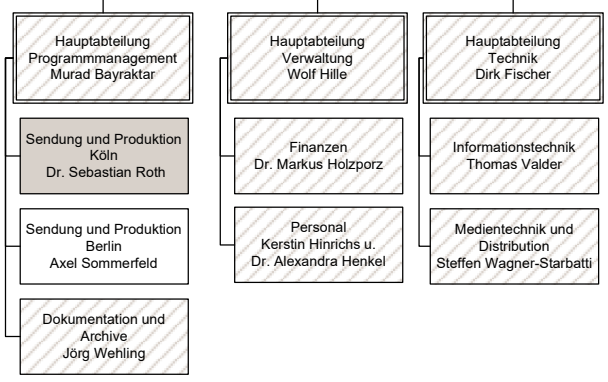 Hauptabteilung
Programmmanagement
Murad Bayraktar
Sendung und Produktion
Köln
Dr. Sebastian Roth
Sendung und Produktion
Berlin
Axel Sommerfeld
Dokumentation und
Archive
Jörg Wehling
Hauptabteilung
Verwaltung
Wolf Hille
Finanzen
Dr. Markus Holzporz
Personal
Kerstin Hinrichs u.
Dr. Alexandra Henkel
Hauptabteilung
Technik
Dirk Fischer
Informationstechnik
Thomas Valder
Medientechnik und
Distribution
Steffen Wagner-Starbatti